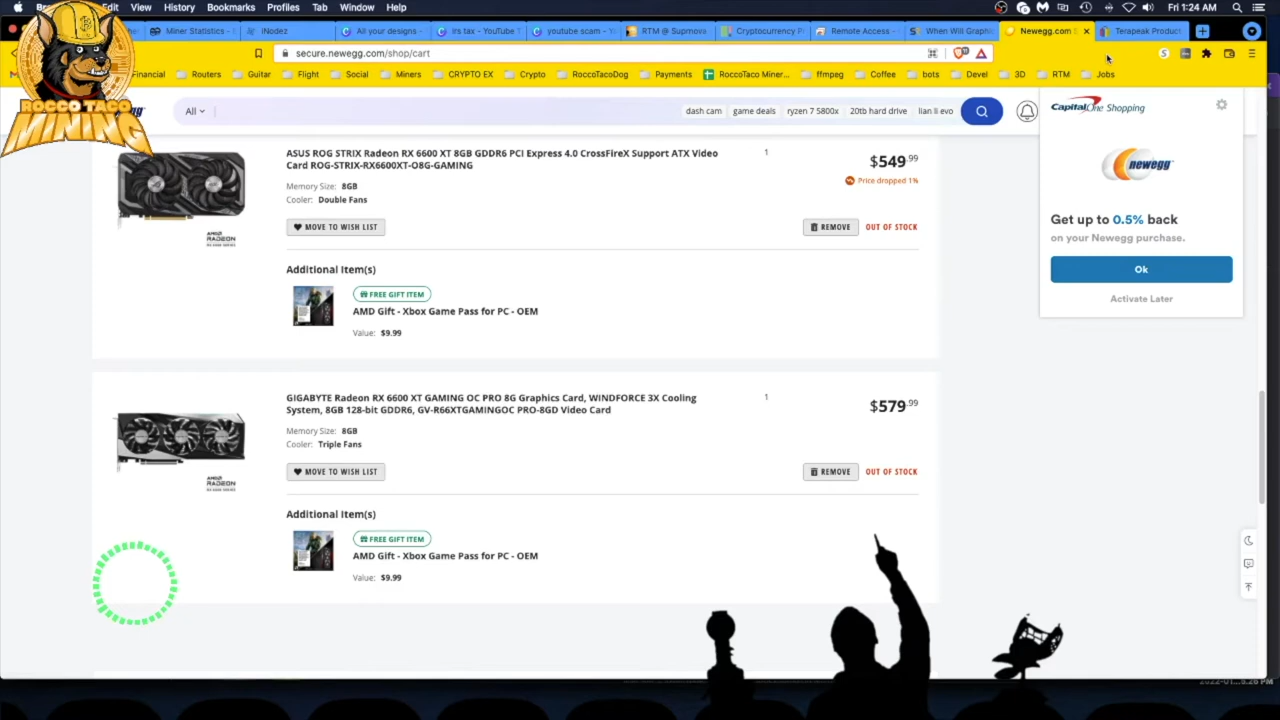 Edit View History Bookmarks Profiles Tab Window Help
Fri 1:24 AM
Miner Statistics - iNodez All your designs - Irs tax - YouTube T youtube scam - Yo RTM @ Suprnova Cryptocurrency P Remote Access - When Will Graphic Newegg.com Terapeak Product
secure.newegg.com/shop/cart
Financial Routers Guitar Flight Social Miners CRYPTO EX Crypto RoccoTacoDog Payments RoccoTaco Miner... ffmpeg Coffee bots Devel 3D RTM Jobs
ROCCO TACO
MINING
All dash cam game deals ryzen 7 5800x 20tb hard drive lian li evo
CapitalOne Shopping
newegg
Get up to 0.5% back
on your Newegg purchase.
Ok
Activate Later
ASUS ROG STRIX Radeon RX 6600 XT 8GB GDDR6 PCI Express 4.0 CrossFireX Support ATX Video 1 $549.99
Card ROG-STRIX-RX6600XT-O8G-GAMING
Price dropped 1%
Memory Size: 8GB
Cooler: Double Fans
MOVE TO WISH LIST REMOVE OUT OF STOCK
AMD
RADEON
Additional Item(s)
FREE GIFT ITEM
AMD Gift - Xbox Game Pass for PC - OEM
Value: $9.99
GIGABYTE Radeon RX 6600 XT GAMING OC PRO 8G Graphics Card, WINDFORCE 3X Cooling 1 $579.99
System, 8GB 128-bit GDDR6, GV-R66XTGAMINGOC PRO-8GD Video Card
Memory Size: 8GB
Cooler: Triple Fans
MOVE TO WISH LIST REMOVE OUT OF STOCK
AMD
RADEON
Additional Item(s)
FREE GIFT ITEM
AMD Gift - Xbox Game Pass for PC - OEM
Value: $9.99